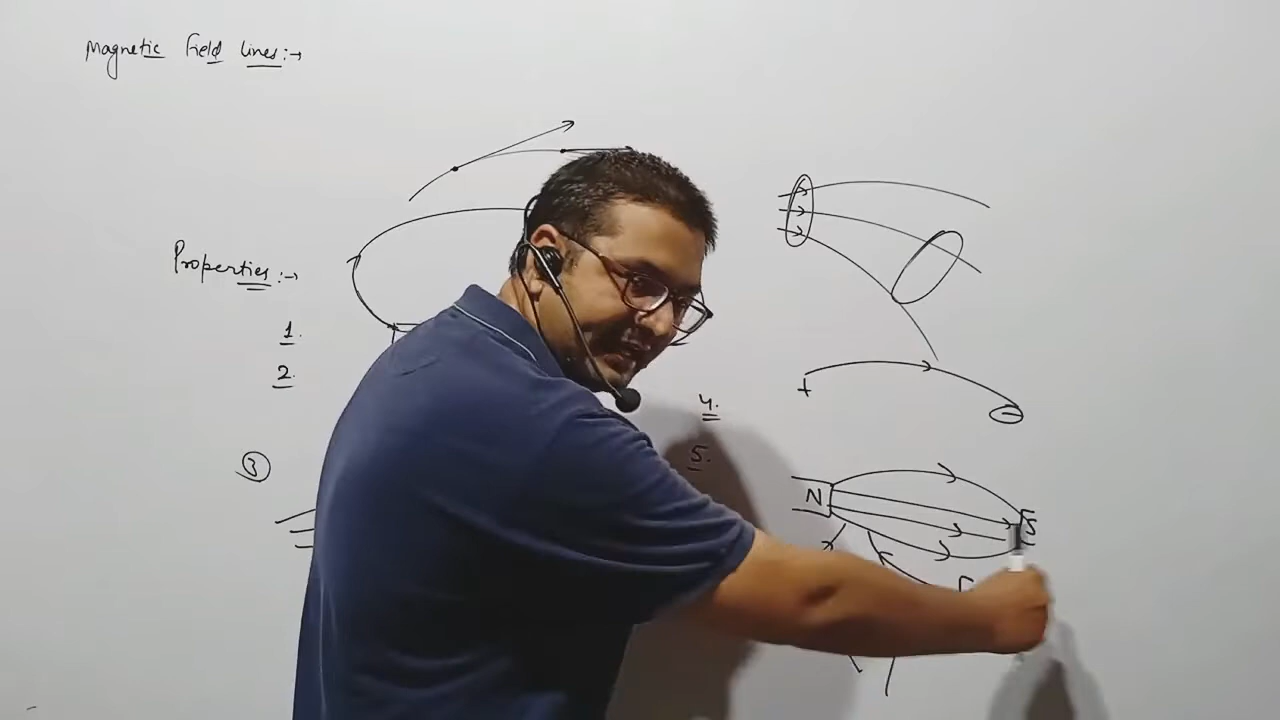 Magnetic Field lines:→
Properties:→
1.
2.
3
4.
5.
+
−
N
S